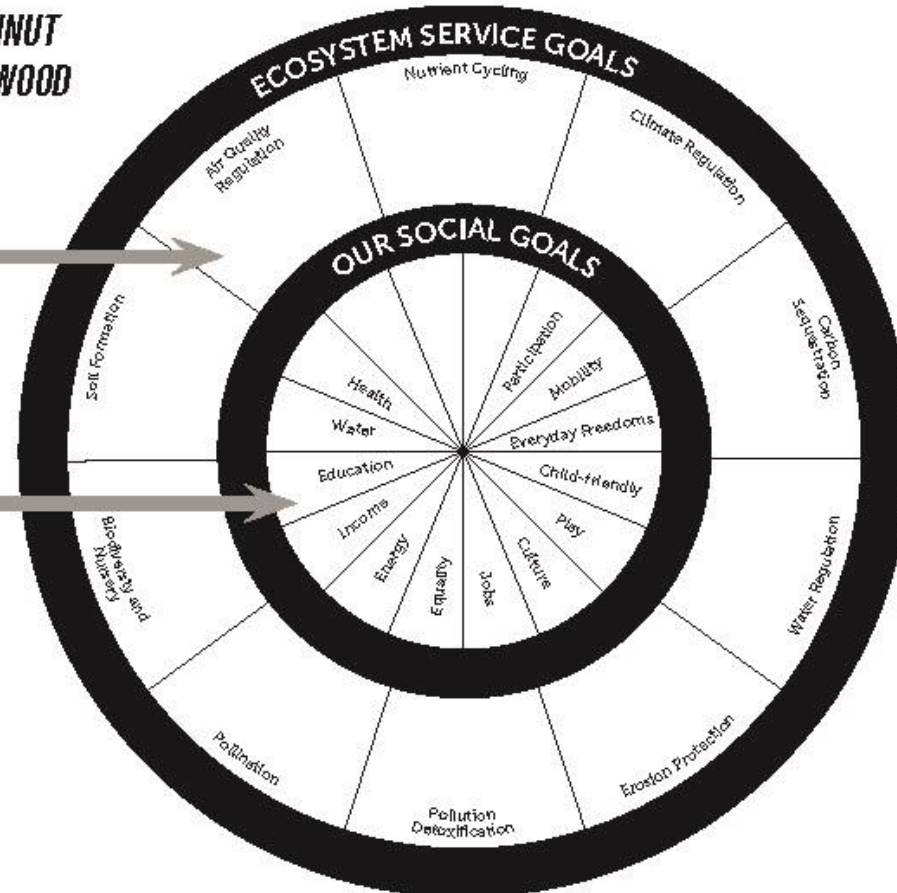 NUT
WOOD
ECOSYSTEM SERVICE GOALS
Nutrient Cycling
Climate Regulation
Carbon
Sequestration
Water Regulation
Erosion Protection
Pollution
Detoxification
Pollination
Biodiversity and
Nursery
Soil Formation
Air Quality
Regulation
OUR SOCIAL GOALS
Participation
Mobility
Everyday Freedoms
Child-friendly
Play
Culture
Jobs
Equality
Energy
Income
Education
Water
Health